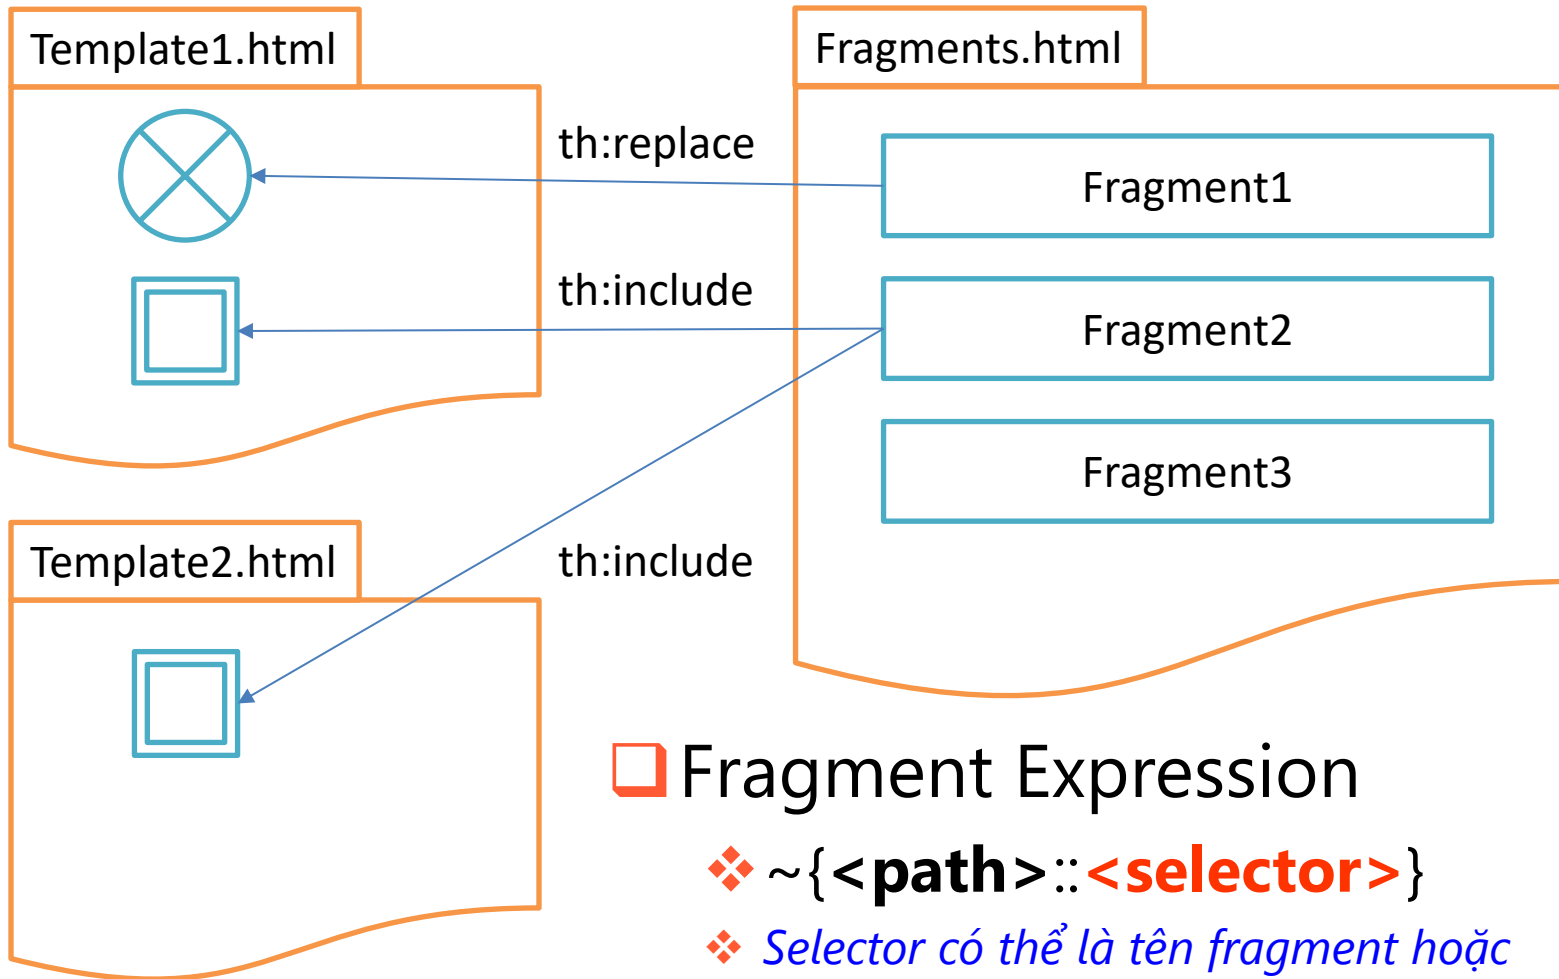 Template1.html
Fragments.html
th:replace
Fragment1
th:include
Fragment2
Fragment3
Template2.html
th:include
Fragment Expression
~{<path>::<selector>}
Selector có thể là tên fragment hoặc